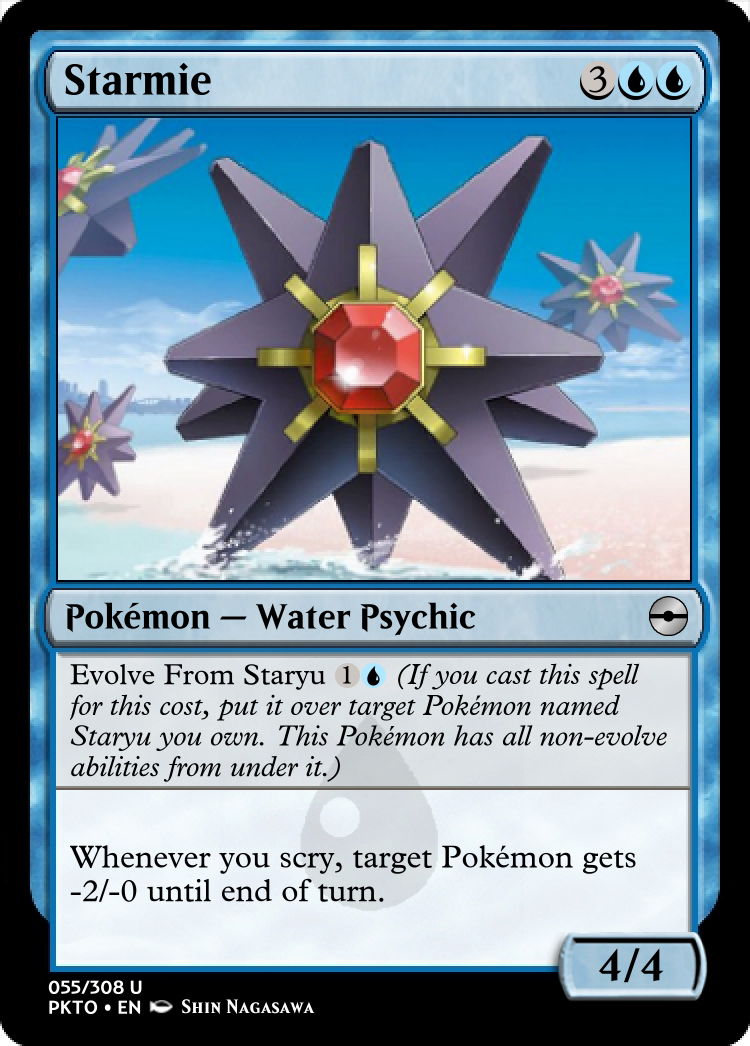 Starmie 3
Pokémon — Water Psychic
Evolve From Staryu 1 (If you cast this spell
for this cost, put it over target Pokémon named
Staryu you own. This Pokémon has all non-evolve
abilities from under it.)
Whenever you scry, target Pokémon gets
-2/-0 until end of turn.
4/4
055/308 U
PKTO • EN Shin Nagasawa